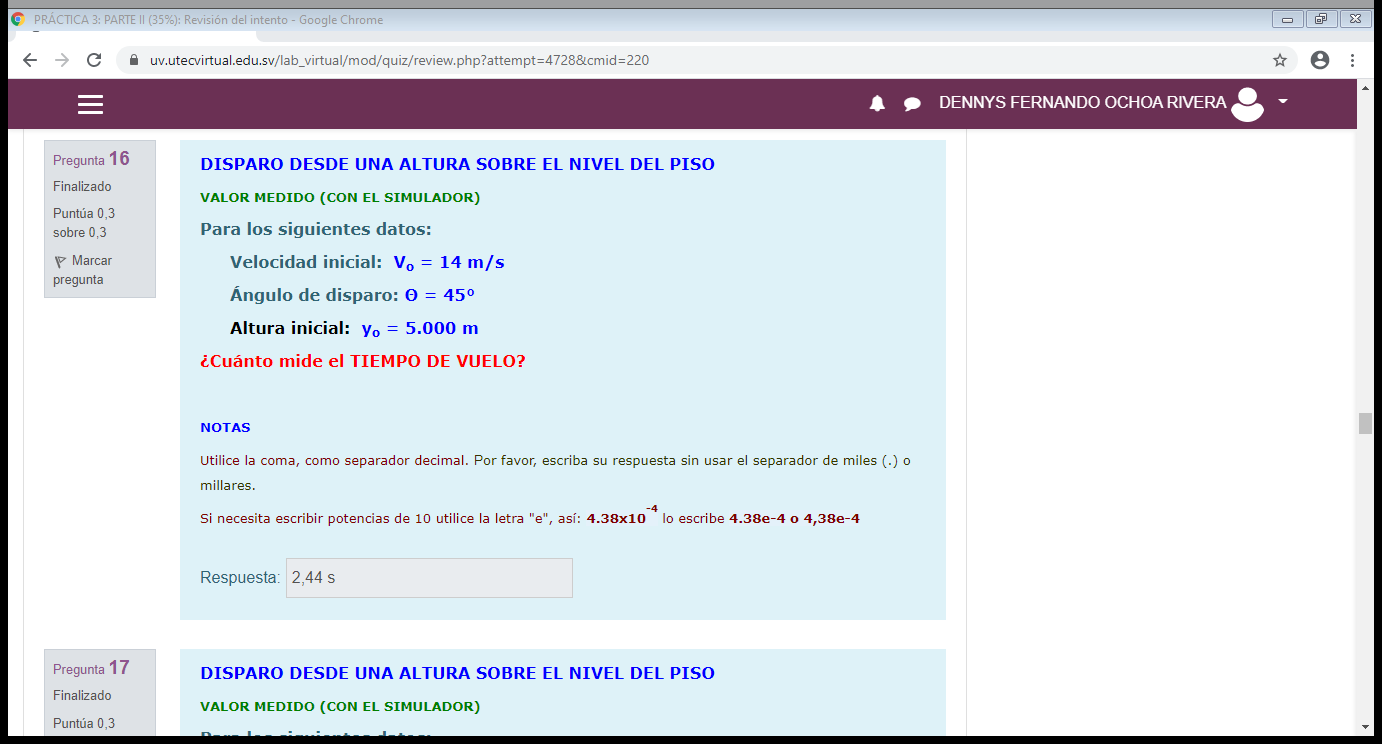 PRÁCTICA 3: PARTE II (35%): Revisión del intento - Google Chrome
uv.utecvirtual.edu.sv/lab_virtual/mod/quiz/review.php?attempt=4728&cmid=220
DENNYS FERNANDO OCHOA RIVERA
Pregunta 16
Finalizado
Puntúa 0,3
sobre 0,3
Marcar
pregunta
DISPARO DESDE UNA ALTURA SOBRE EL NIVEL DEL PISO
VALOR MEDIDO (CON EL SIMULADOR)
Para los siguientes datos:
Velocidad inicial: Vo = 14 m/s
Ángulo de disparo: Θ = 45º
Altura inicial: yo = 5.000 m
¿Cuánto mide el TIEMPO DE VUELO?
NOTAS
Utilice la coma, como separador decimal. Por favor, escriba su respuesta sin usar el separador de miles (.) o
millares.
Si necesita escribir potencias de 10 utilice la letra "e", así: 4.38x10-4 lo escribe 4.38e-4 o 4,38e-4
Respuesta: 2,44 s
Pregunta 17
Finalizado
Puntúa 0,3
DISPARO DESDE UNA ALTURA SOBRE EL NIVEL DEL PISO
VALOR MEDIDO (CON EL SIMULADOR)
Para los siguientes datos: